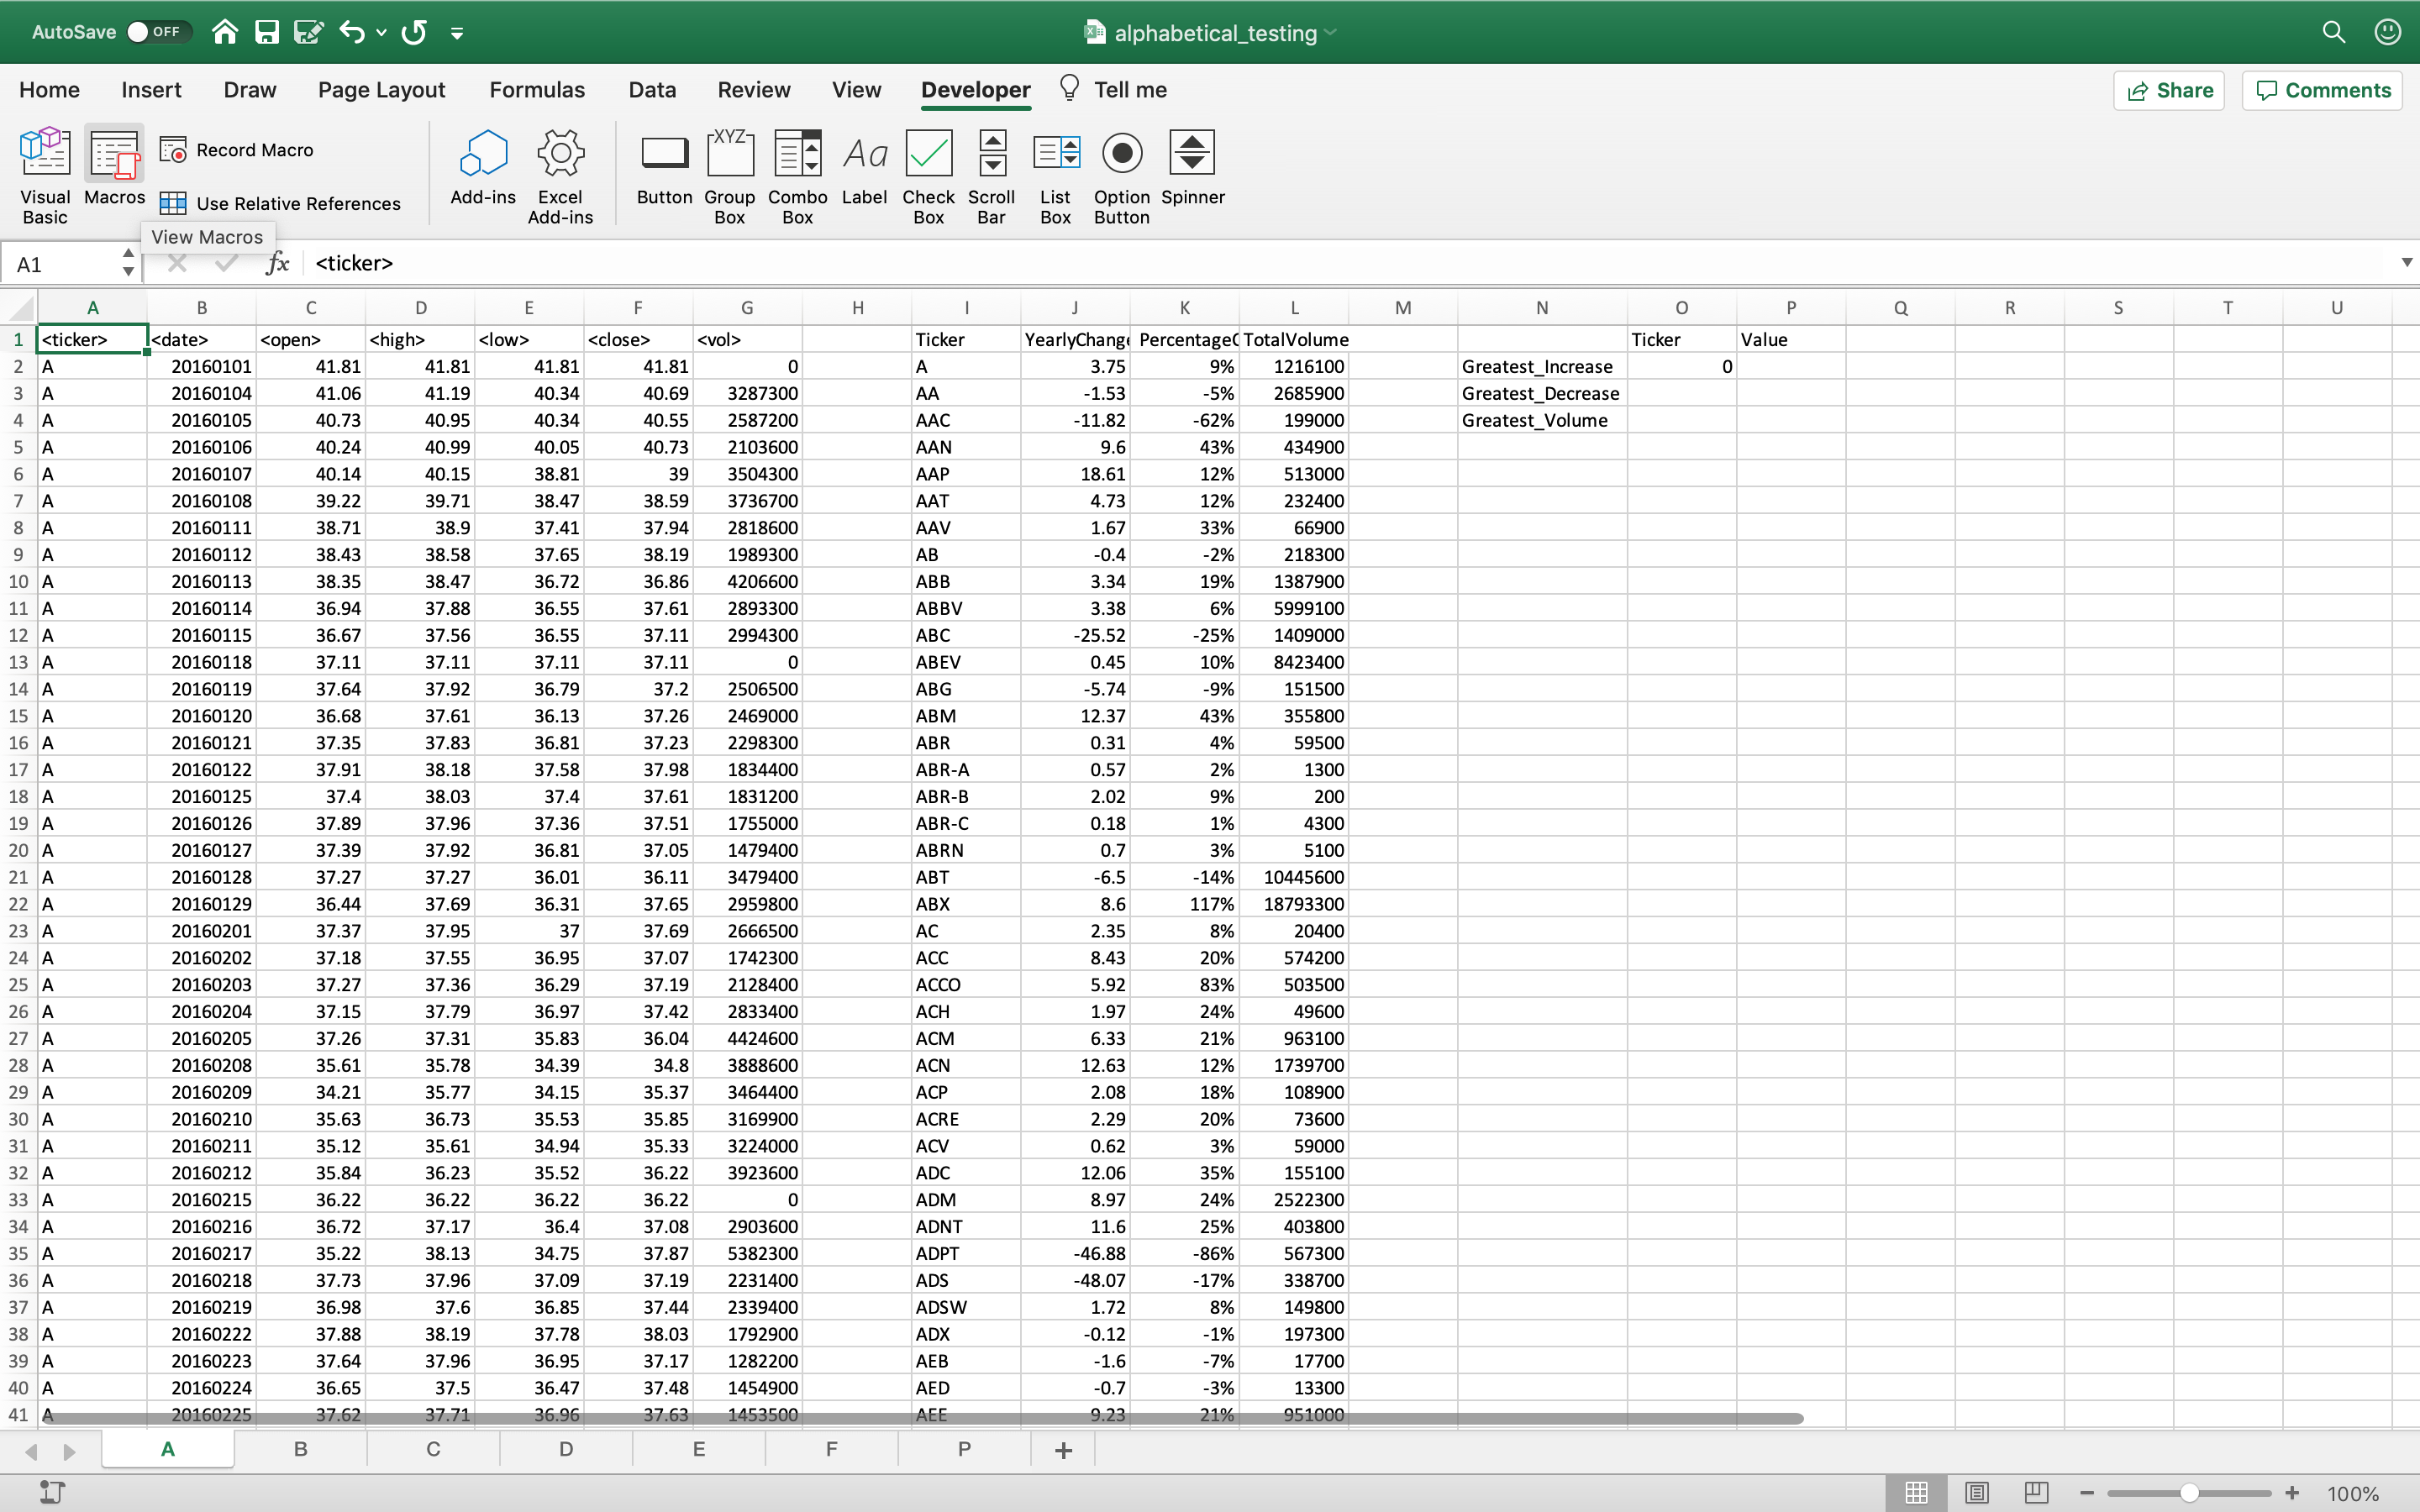 AutoSave OFF alphabetical_testing
Home Insert Draw Page Layout Formulas Data Review View Developer Tell me Share Comments
Visual Basic Macros Record Macro Use Relative References Add-ins Excel Add-ins Button XYZ Group Box Combo Box Aa Label Check Box Scroll Bar List Box Option Button Spinner
View Macros
A1 fx <ticker>
A B C D E F G H I J K L M N O P Q R S T U
1 <ticker> <date> <open> <high> <low> <close> <vol> Ticker YearlyChange Percentage TotalVolume Ticker Value
2 A 20160101 41.81 41.81 41.81 41.81 0 A 3.75 9% 1216100 Greatest_Increase 0
3 A 20160104 41.06 41.19 40.34 40.69 3287300 AA -1.53 -5% 2685900 Greatest_Decrease
4 A 20160105 40.73 40.95 40.34 40.55 2587200 AAC -11.82 -62% 199000 Greatest_Volume
5 A 20160106 40.24 40.99 40.05 40.73 2103600 AAN 9.6 43% 434900
6 A 20160107 40.14 40.15 38.81 39 3504300 AAP 18.61 12% 513000
7 A 20160108 39.22 39.71 38.47 38.59 3736700 AAT 4.73 12% 232400
8 A 20160111 38.71 38.9 37.41 37.94 2818600 AAV 1.67 33% 66900
9 A 20160112 38.43 38.58 37.65 38.19 1989300 AB -0.4 -2% 218300
10 A 20160113 38.35 38.47 36.72 36.86 4206600 ABB 3.34 19% 1387900
11 A 20160114 36.94 37.88 36.55 37.61 2893300 ABBV 3.38 6% 5999100
12 A 20160115 36.67 37.56 36.55 37.11 2994300 ABC -25.52 -25% 1409000
13 A 20160118 37.11 37.11 37.11 37.11 0 ABEV 0.45 10% 8423400
14 A 20160119 37.64 37.92 36.79 37.2 2506500 ABG -5.74 -9% 151500
15 A 20160120 36.68 37.61 36.13 37.26 2469000 ABM 12.37 43% 355800
16 A 20160121 37.35 37.83 36.81 37.23 2298300 ABR 0.31 4% 59500
17 A 20160122 37.91 38.18 37.58 37.98 1834400 ABR-A 0.57 2% 1300
18 A 20160125 37.4 38.03 37.4 37.61 1831200 ABR-B 2.02 9% 200
19 A 20160126 37.89 37.96 37.36 37.51 1755000 ABR-C 0.18 1% 4300
20 A 20160127 37.39 37.92 36.81 37.05 1479400 ABRN 0.7 3% 5100
21 A 20160128 37.27 37.27 36.01 36.11 3479400 ABT -6.5 -14% 10445600
22 A 20160129 36.44 37.69 36.31 37.65 2959800 ABX 8.6 117% 18793300
23 A 20160201 37.37 37.95 37 37.69 2666500 AC 2.35 8% 20400
24 A 20160202 37.18 37.55 36.95 37.07 1742300 ACC 8.43 20% 574200
25 A 20160203 37.27 37.36 36.29 37.19 2128400 ACCO 5.92 83% 503500
26 A 20160204 37.15 37.79 36.97 37.42 2833400 ACH 1.97 24% 49600
27 A 20160205 37.26 37.31 35.83 36.04 4424600 ACM 6.33 21% 963100
28 A 20160208 35.61 35.78 34.39 34.8 3888600 ACN 12.63 12% 1739700
29 A 20160209 34.21 35.77 34.15 35.37 3464400 ACP 2.08 18% 108900
30 A 20160210 35.63 36.73 35.53 35.85 3169900 ACRE 2.29 20% 73600
31 A 20160211 35.12 35.61 34.94 35.33 3224000 ACV 0.62 3% 59000
32 A 20160212 35.84 36.23 35.52 36.22 3923600 ADC 12.06 35% 155100
33 A 20160215 36.22 36.22 36.22 36.22 0 ADM 8.97 24% 2522300
34 A 20160216 36.72 37.17 36.4 37.08 2903600 ADNT 11.6 25% 403800
35 A 20160217 35.22 38.13 34.75 37.87 5382300 ADPT -46.88 -86% 567300
36 A 20160218 37.73 37.96 37.09 37.19 2231400 ADS -48.07 -17% 338700
37 A 20160219 36.98 37.6 36.85 37.44 2339400 ADSW 1.72 8% 149800
38 A 20160222 37.88 38.19 37.78 38.03 1792900 ADX -0.12 -1% 197300
39 A 20160223 37.64 37.96 36.95 37.17 1282200 AEB -1.6 -7% 17700
40 A 20160224 36.65 37.5 36.47 37.48 1454900 AED -0.7 -3% 13300
41 A 20160225 37.62 37.71 36.96 37.63 1453500 AEE 9.23 21% 951000
A B C D E F P +
100%